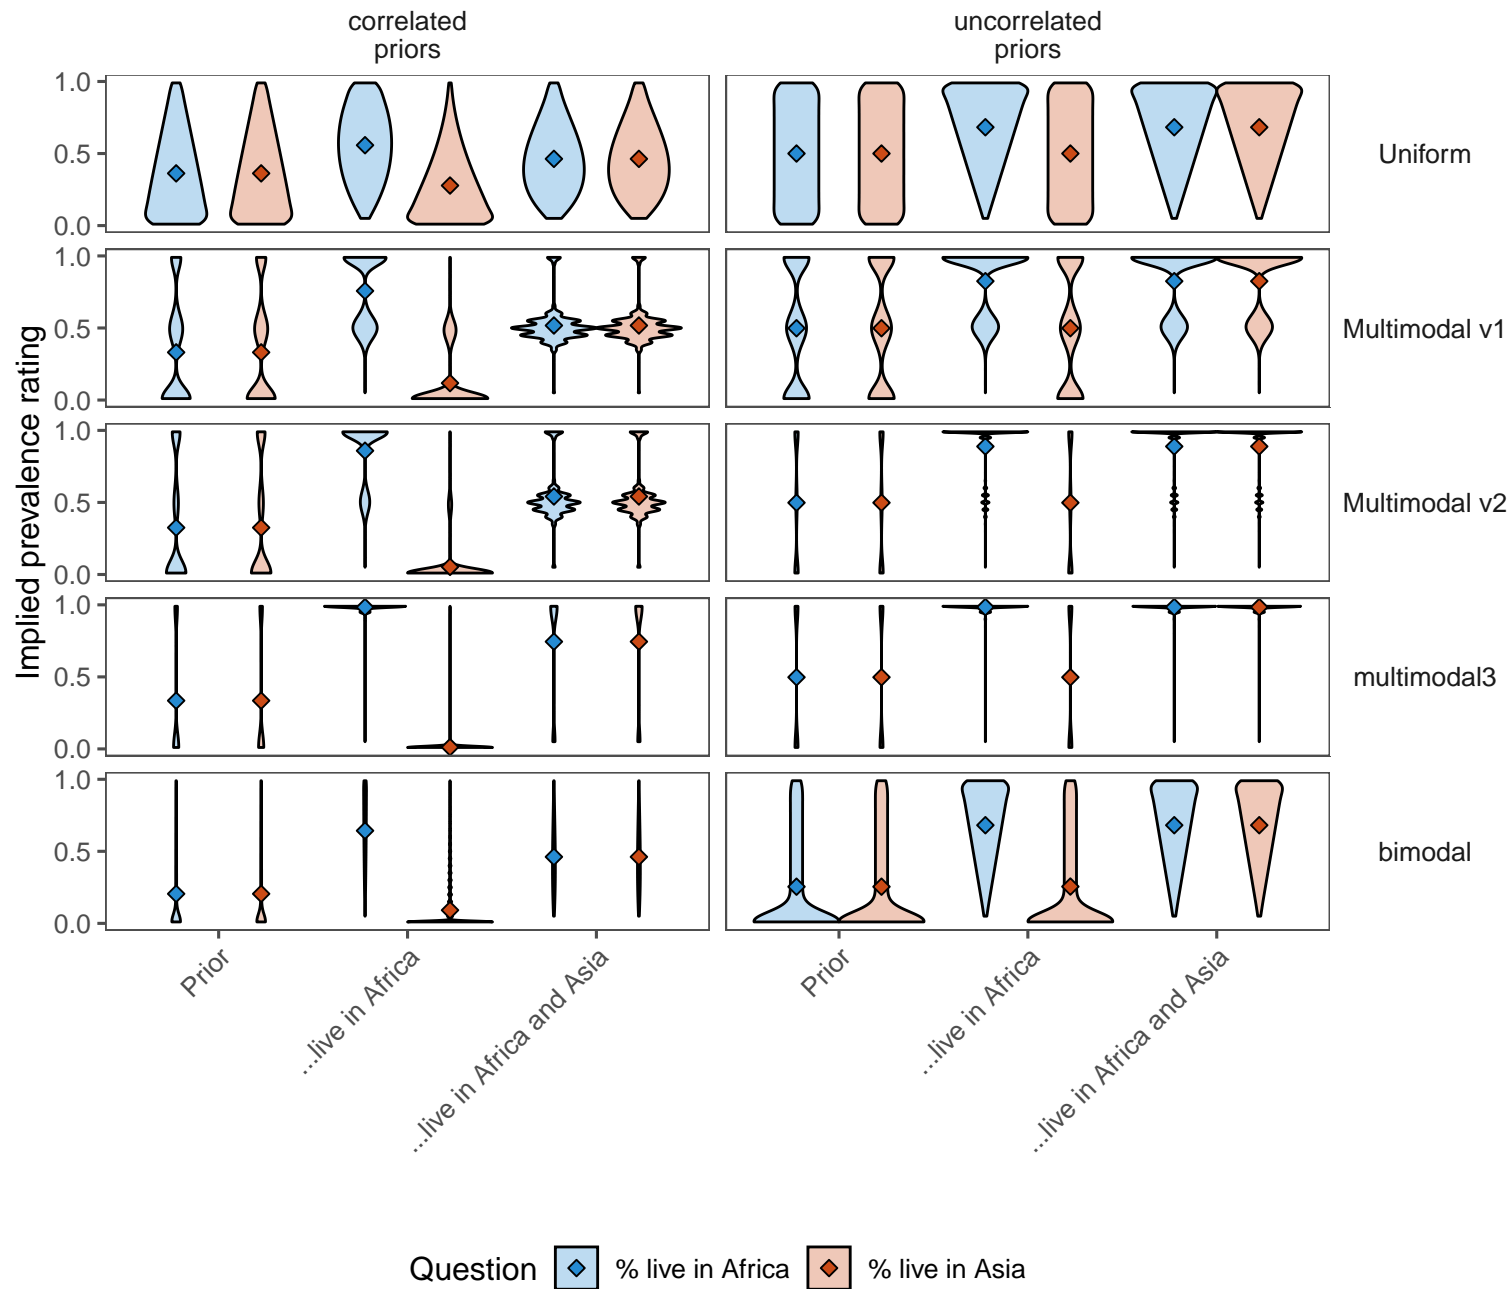 correlated
priors
uncorrelated
priors
Implied prevalence rating
1.0
0.5
0.0
Uniform
1.0
0.5
0.0
Multimodal v1
1.0
0.5
0.0
Multimodal v2
1.0
0.5
0.0
multimodal3
1.0
0.5
0.0
bimodal
Prior
...live in Africa
...live in Africa and Asia
Prior
...live in Africa
...live in Africa and Asia
Question
% live in Africa
% live in Asia